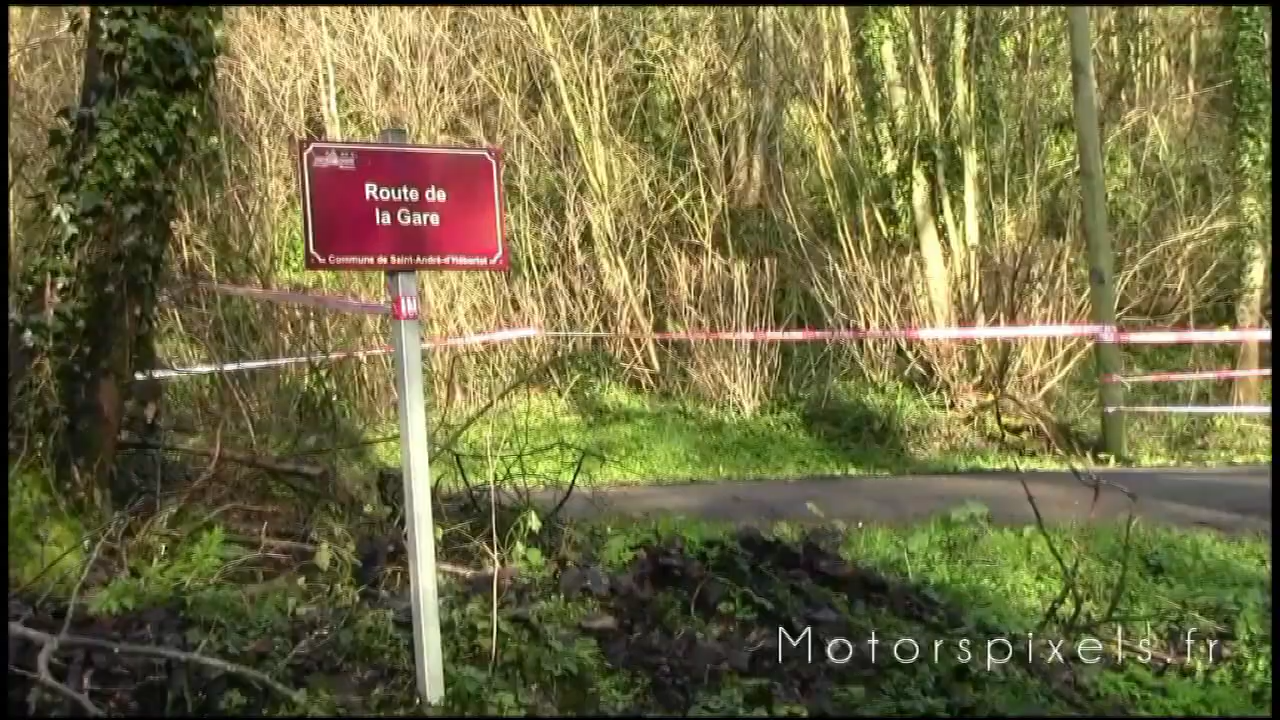 Route de
la Gare
Commune de Saint-André-d'Hébertot
Motorspixels.fr